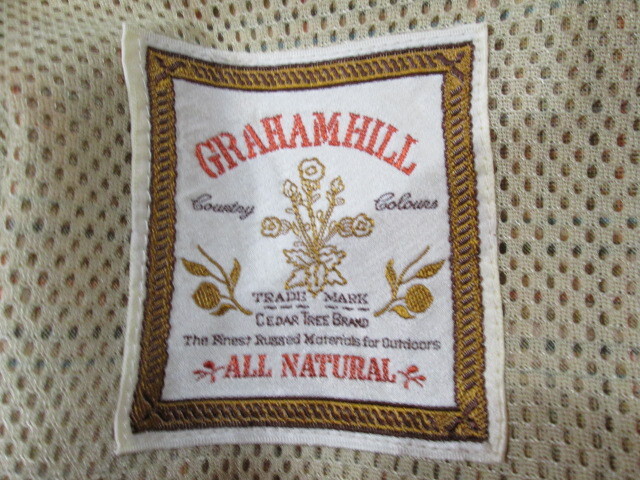 GRAHAMHILL
Country Colours
TRADE MARK
CEDAR TREE BRAND
The Finest Rugged Materials for Outdoors
ALL NATURAL